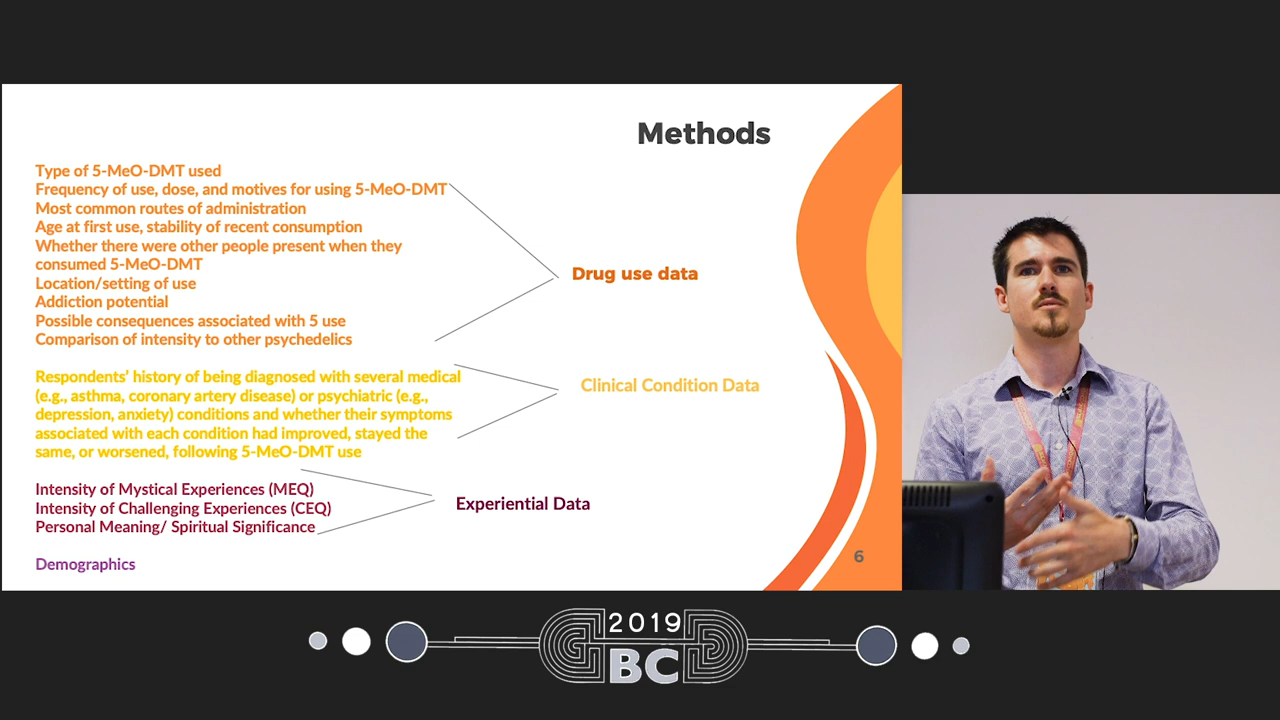 Methods
Type of 5-MeO-DMT used
Frequency of use, dose, and motives for using 5-MeO-DMT
Most common routes of administration
Age at first use, stability of recent consumption
Whether there were other people present when they
consumed 5-MeO-DMT
Location/setting of use
Addiction potential
Possible consequences associated with 5 use
Comparison of intensity to other psychedelics
Drug use data
Respondents' history of being diagnosed with several medical
(e.g., asthma, coronary artery disease) or psychiatric (e.g.,
depression, anxiety) conditions and whether their symptoms
associated with each condition had improved, stayed the
same, or worsened, following 5-MeO-DMT use
Clinical Condition Data
Intensity of Mystical Experiences (MEQ)
Intensity of Challenging Experiences (CEQ)
Personal Meaning/ Spiritual Significance
Experiential Data
Demographics
6
2019
BC